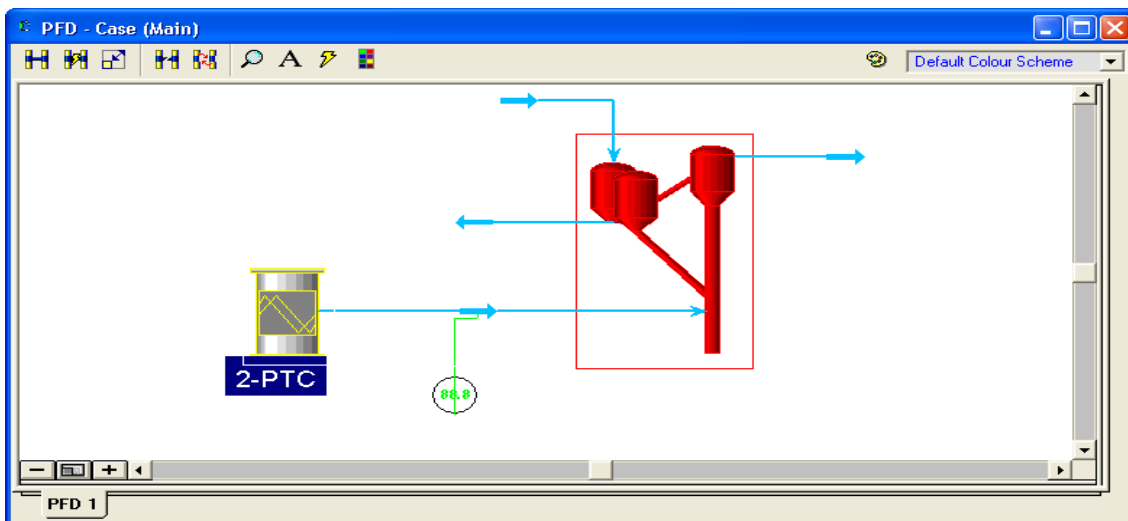 PFD - Case (Main)
A
Default Colour Scheme
2-PTC
88.8
PFD 1